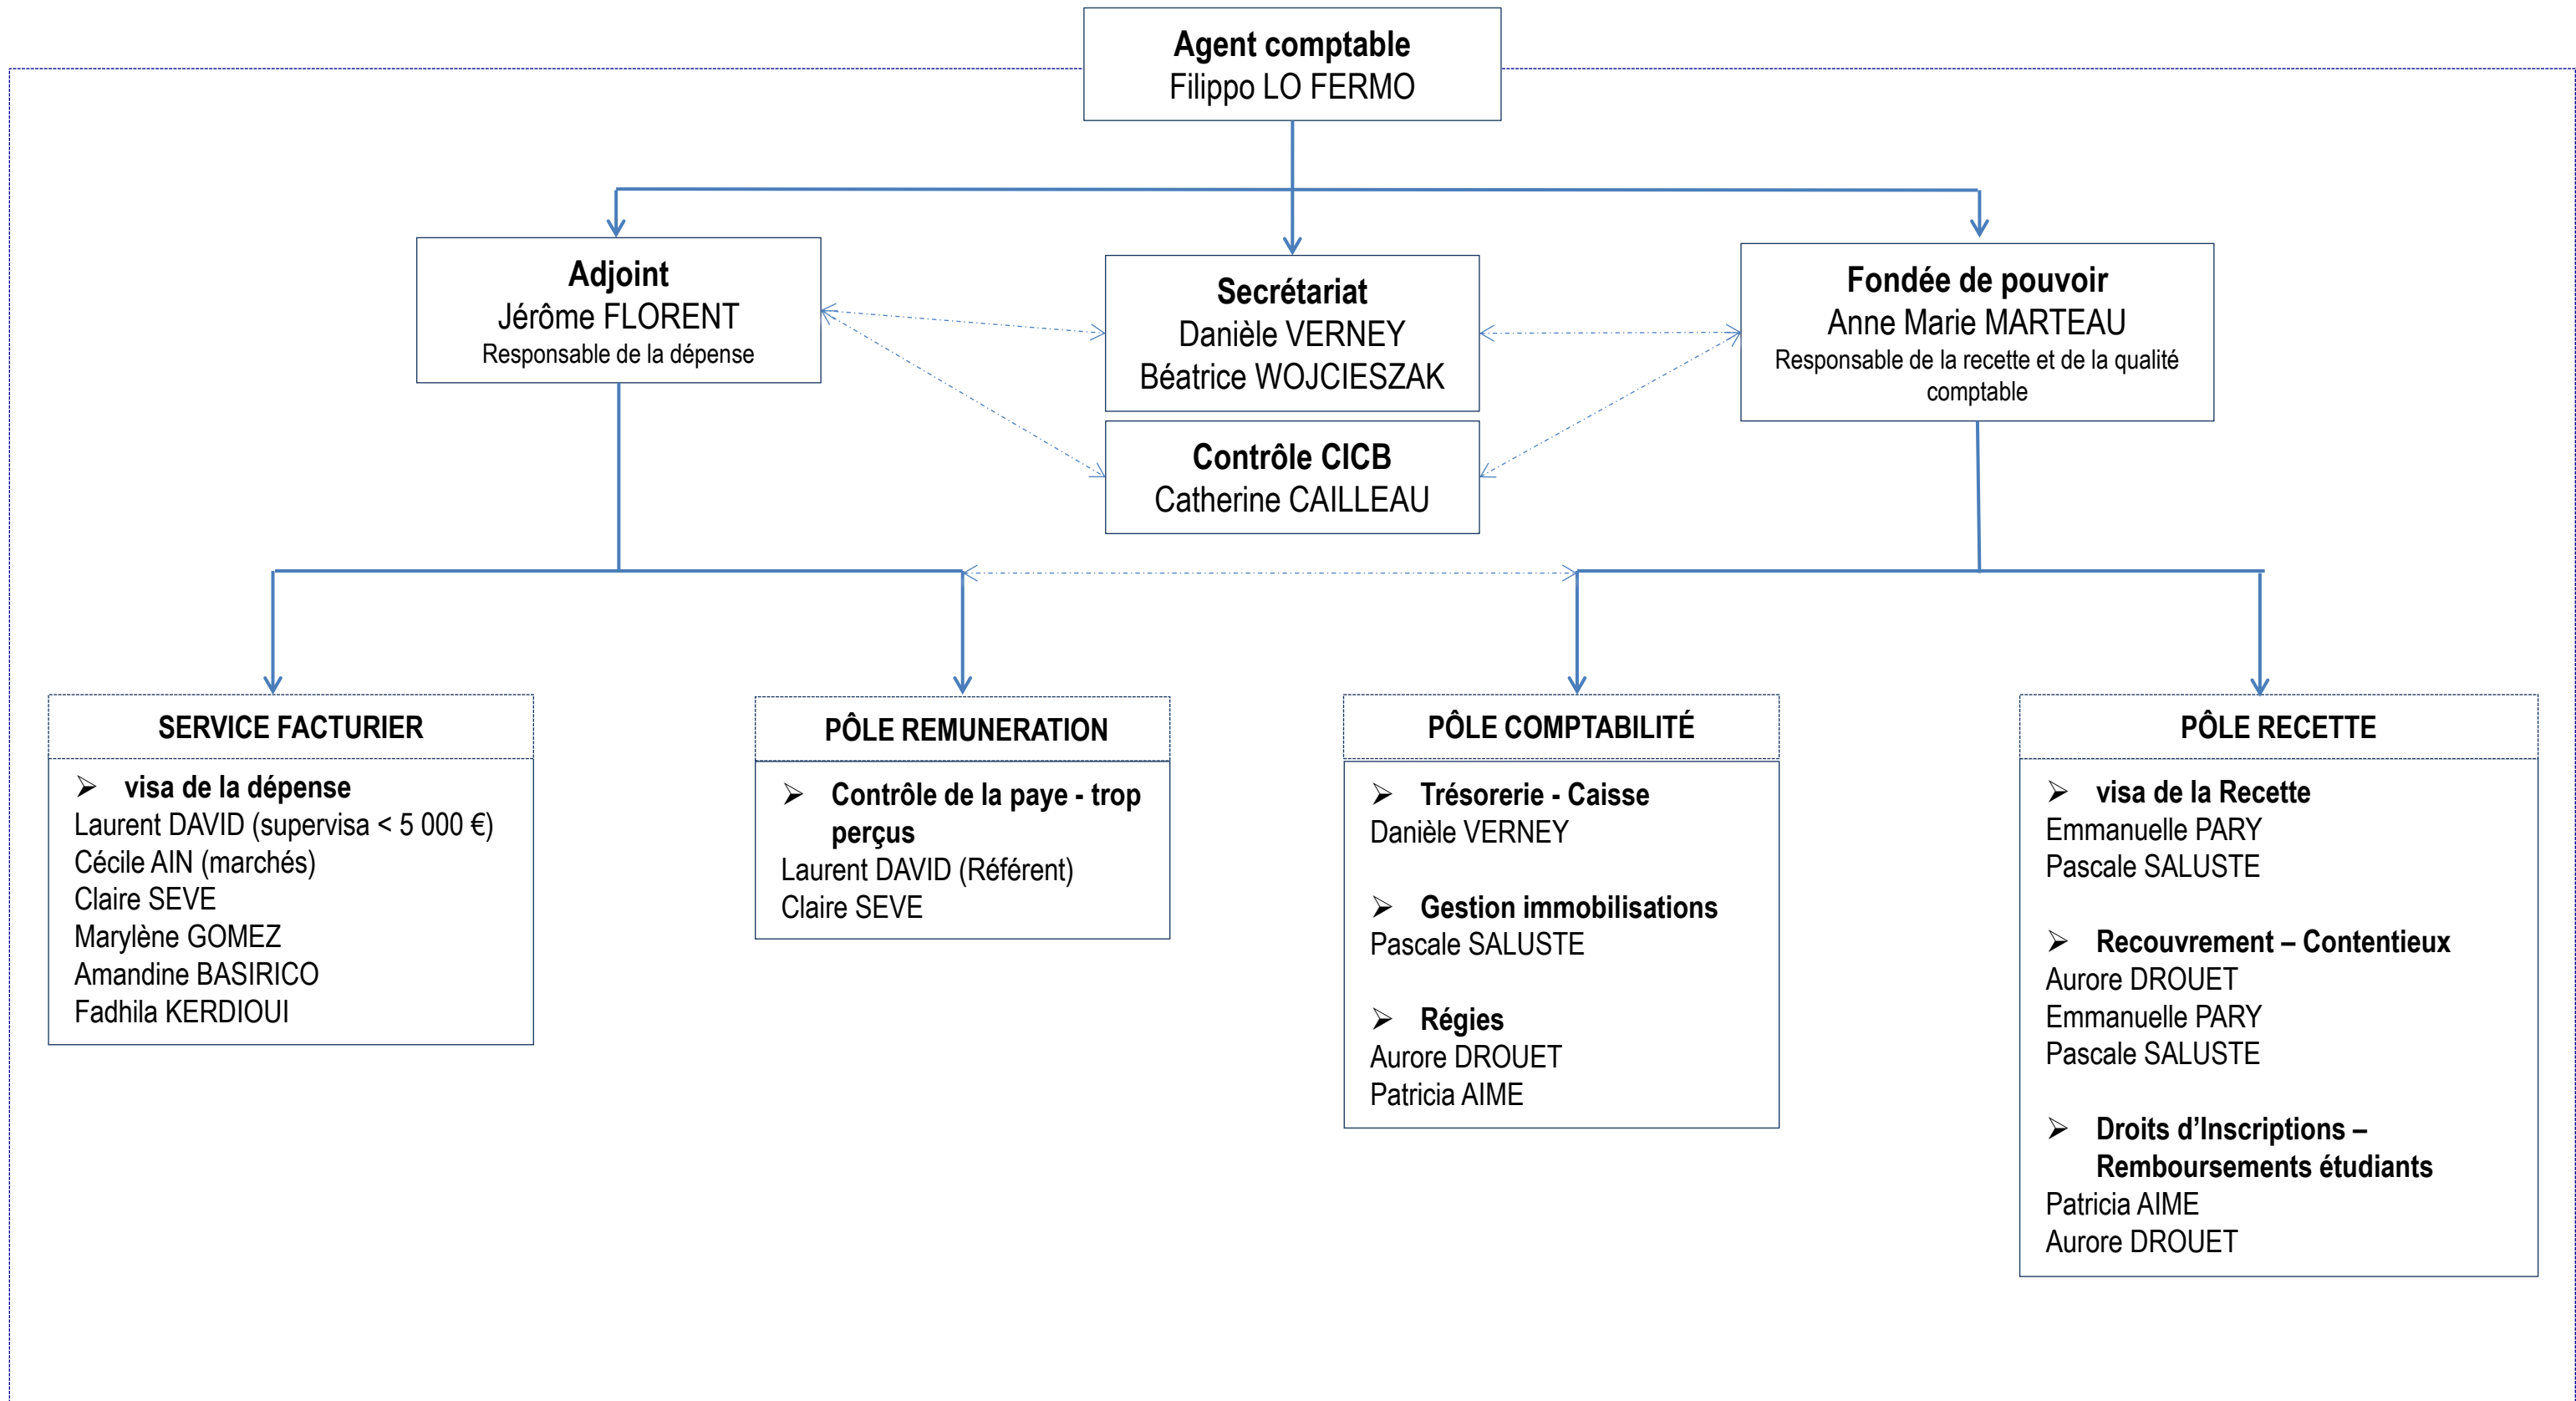 Agent comptable
Filippo LO FERMO
Adjoint
Jérôme FLORENT
Responsable de la dépense
Secrétariat
Danièle VERNEY
Béatrice WOJCIESZAK
Fondée de pouvoir
Anne Marie MARTEAU
Responsable de la recette et de la qualité
comptable
Contrôle CICB
Catherine CAILLEAU
SERVICE FACTURIER
➢ visa de la dépense
Laurent DAVID (supervisa < 5 000 €)
Cécile AIN (marchés)
Claire SEVE
Marylène GOMEZ
Amandine BASIRICO
Fadhila KERDIOUI
PÔLE REMUNERATION
➢ Contrôle de la paye - trop
perçus
Laurent DAVID (Référent)
Claire SEVE
PÔLE COMPTABILITÉ
➢ Trésorerie - Caisse
Danièle VERNEY
➢ Gestion immobilisations
Pascale SALUSTE
➢ Régies
Aurore DROUET
Patricia AIME
PÔLE RECETTE
➢ visa de la Recette
Emmanuelle PARY
Pascale SALUSTE
➢ Recouvrement – Contentieux
Aurore DROUET
Emmanuelle PARY
Pascale SALUSTE
➢ Droits d’Inscriptions –
Remboursements étudiants
Patricia AIME
Aurore DROUET